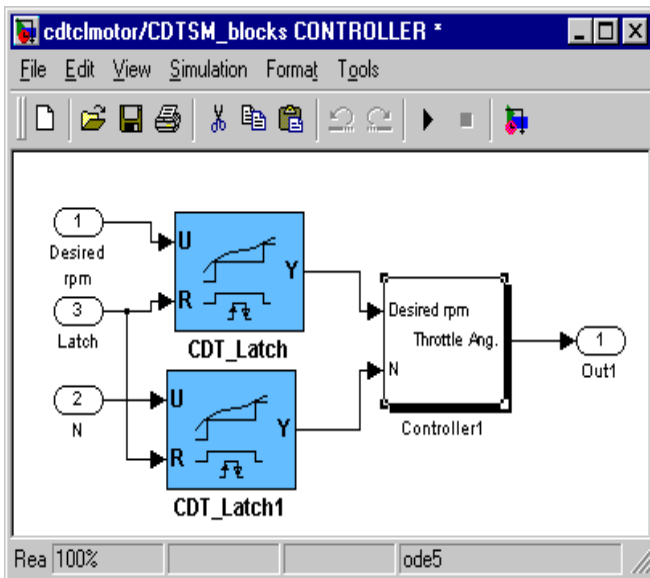 cdtclmotor/CDTSM_blocks CONTROLLER *
File Edit View Simulation Format Tools
1
Desired
rpm
3
Latch
2
N
U
R
Y
CDT_Latch
U
R
Y
CDT_Latch1
Desired rpm
Throttle Ang.
N
Controller1
1
Out1
Rea 100% ode5